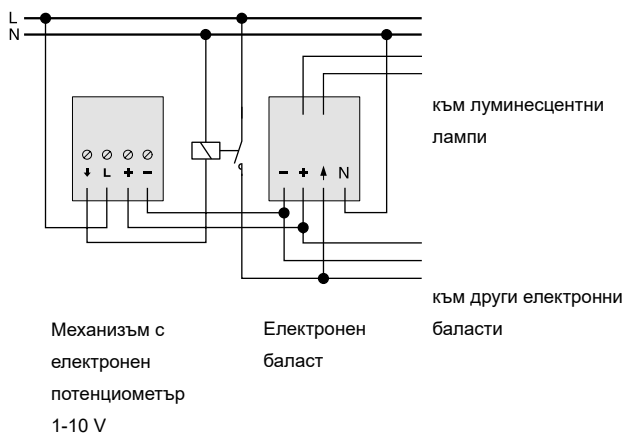 L
N
към луминесцентни
лампи
↓ L + −
− + ↑ N
към други електронни
баласти
Механизъм с
електронен
потенциометър
1-10 V
Електронен
баласт